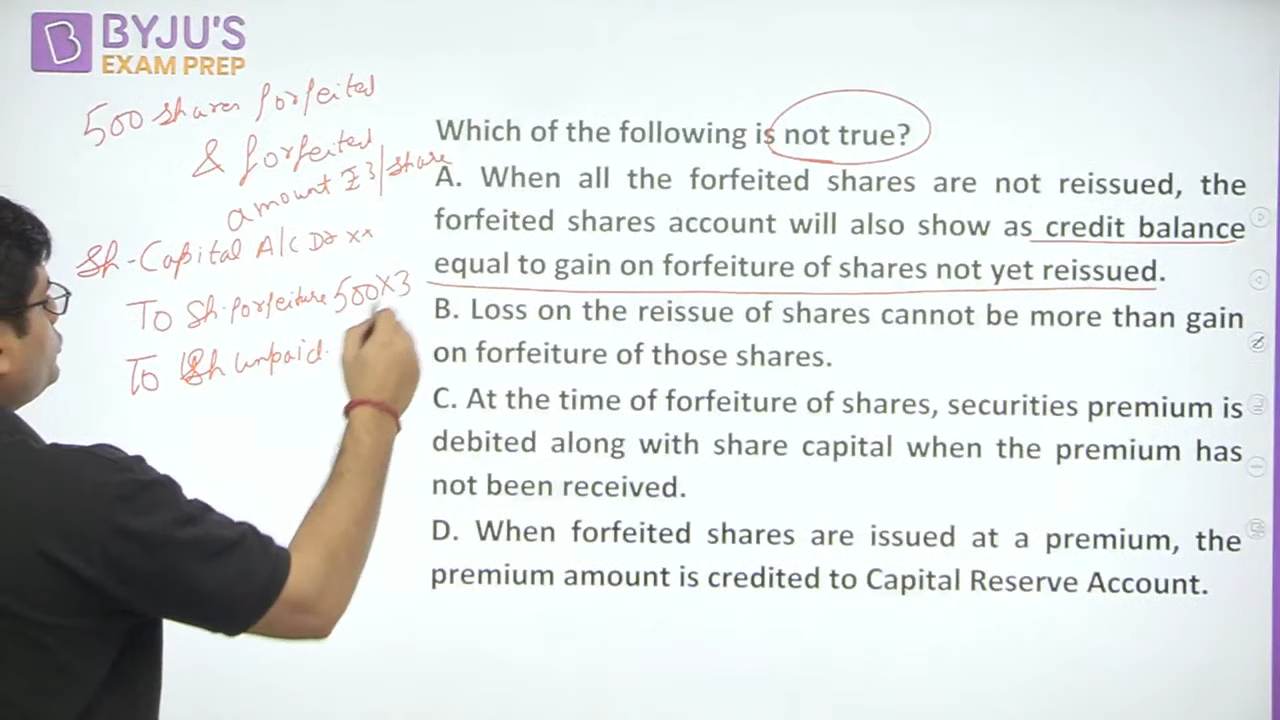 BYJU'S
EXAM PREP
500 shares forfeited
& forfeited
amount ₹3/share
Sh-Capital A/C Dr xx
To Sh-forfeiture 500×3
To Sh unpaid
Which of the following is not true?
A. When all the forfeited shares are not reissued, the
forfeited shares account will also show as credit balance
equal to gain on forfeiture of shares not yet reissued.
B. Loss on the reissue of shares cannot be more than gain
on forfeiture of those shares.
C. At the time of forfeiture of shares, securities premium is
debited along with share capital when the premium has
not been received.
D. When forfeited shares are issued at a premium, the
premium amount is credited to Capital Reserve Account.